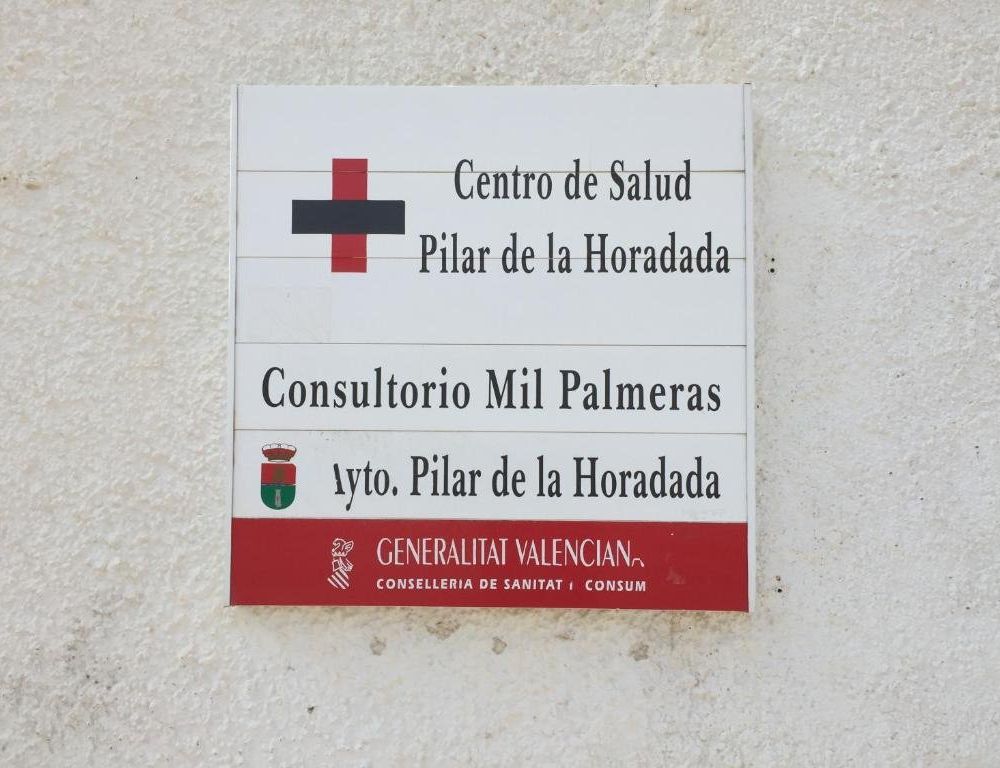 Centro de Salud
Pilar de la Horadada
Consultorio Mil Palmeras
Ayto. Pilar de la Horadada
GENERALITAT VALENCIANA
CONSELLERIA DE SANITAT I CONSUM